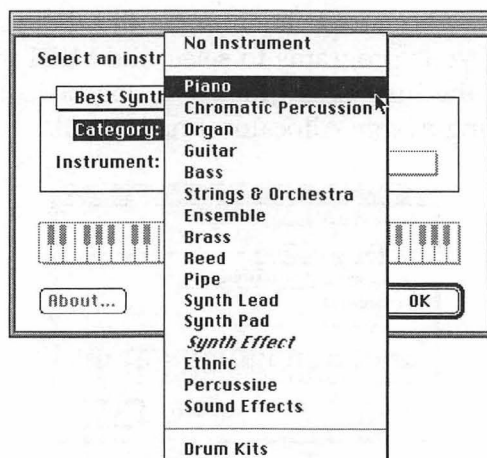 No Instrument
Select an instr
Piano
Best Synth
Chromatic Percussion
Category:
Organ
Guitar
Instrument:
Bass
Strings & Orchestra
Ensemble
Brass
Reed
Pipe
About...
Synth Lead
OK
Synth Pad
Synth Effect
Ethnic
Percussive
Sound Effects
Drum Kits